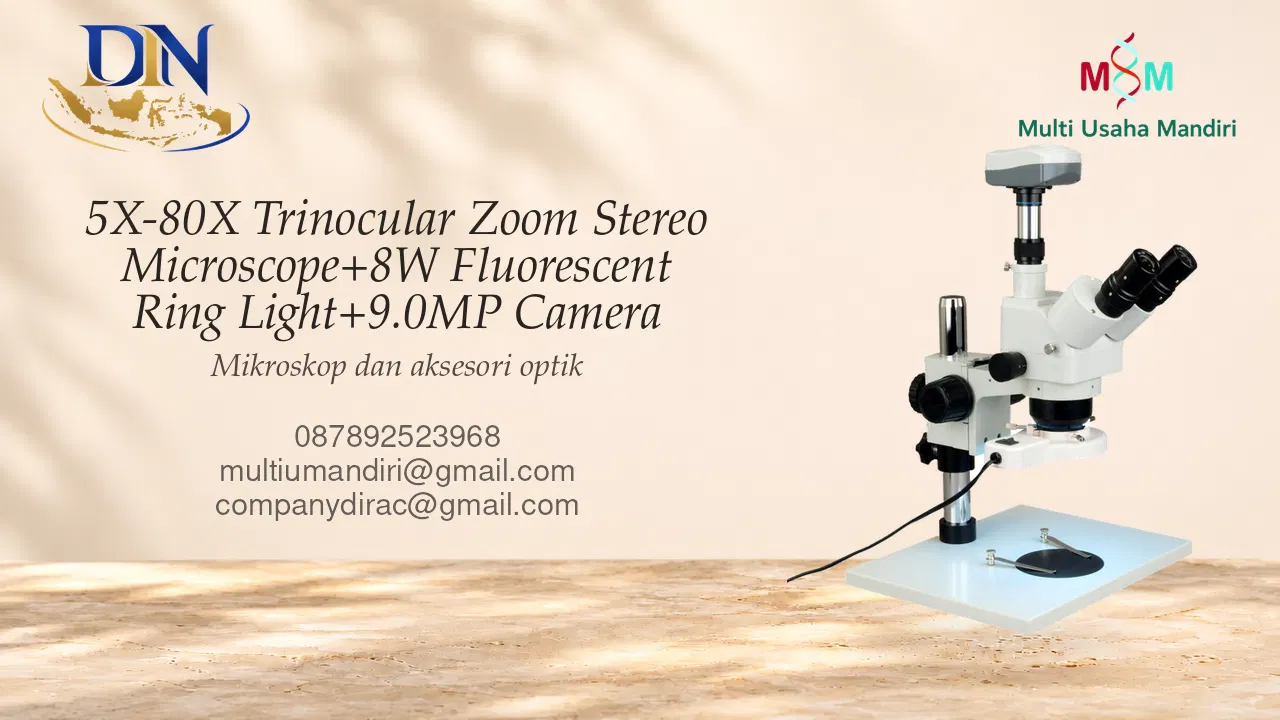 DIN
M M
Multi Usaha Mandiri
5X-80X Trinocular Zoom Stereo
Microscope+8W Fluorescent
Ring Light+9.0MP Camera
Mikroskop dan aksesori optik
087892523968
multiumandiri@gmail.com
companydirac@gmail.com